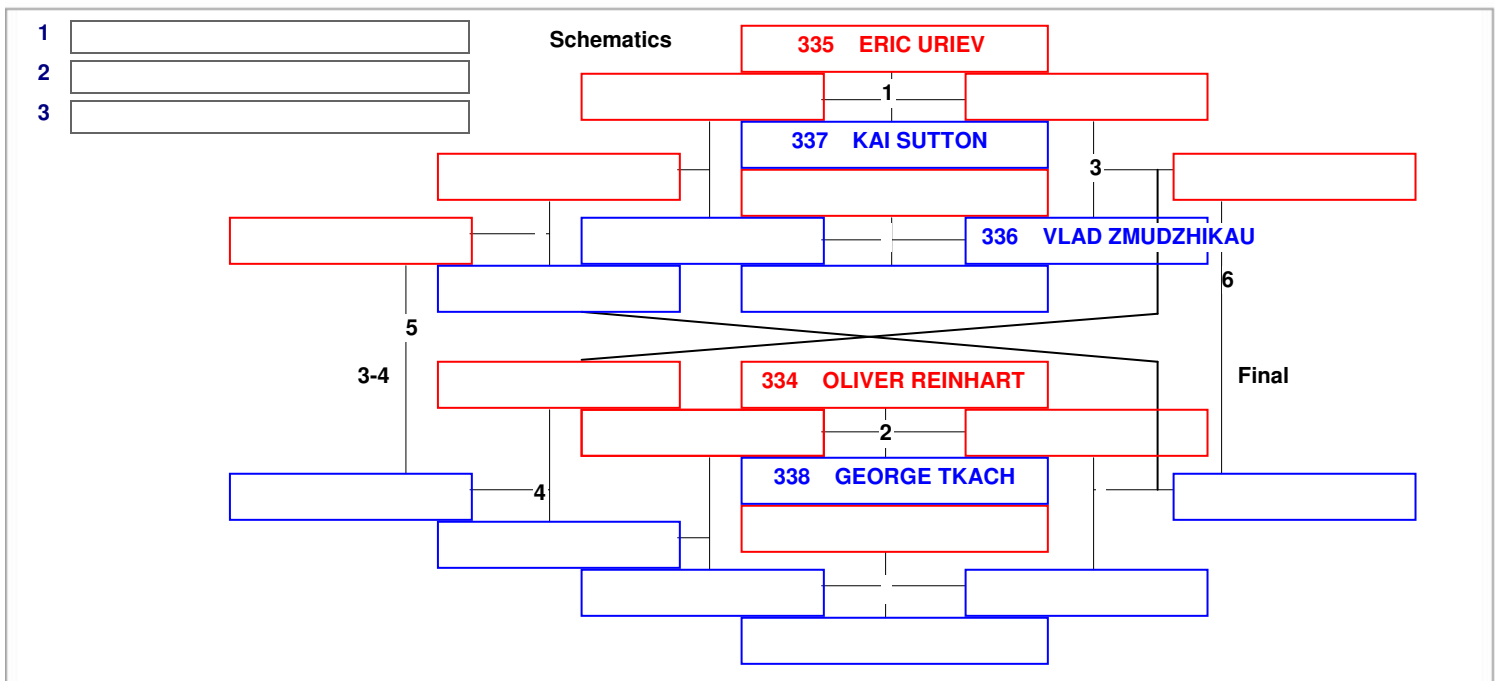 1
Schematics
335 ERIC URIEV
2
1
3
337 KAI SUTTON
3
336 VLAD ZMUDZHIKAU
6
5
3-4
334 OLIVER REINHART
Final
2
338 GEORGE TKACH
4